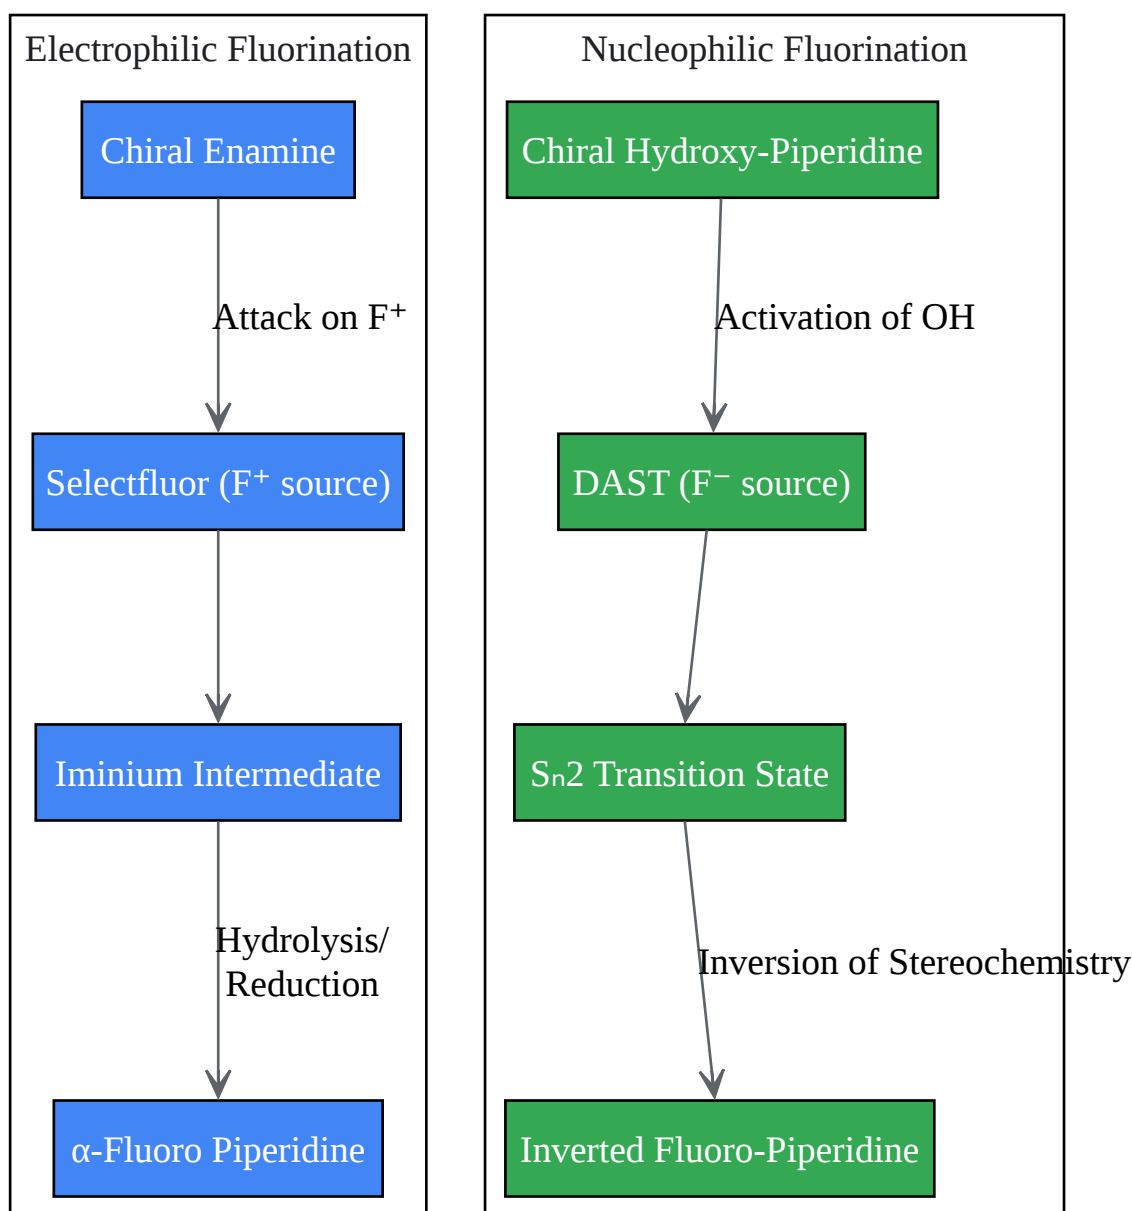 Electrophilic Fluorination
Chiral Enamine
Attack on F⁺
Selectfluor (F⁺ source)
Iminium Intermediate
Hydrolysis/
Reduction
α-Fluoro Piperidine
Nucleophilic Fluorination
Chiral Hydroxy-Piperidine
Activation of OH
DAST (F⁻ source)
Sₙ2 Transition State
Inversion of Stereochemistry
Inverted Fluoro-Piperidine